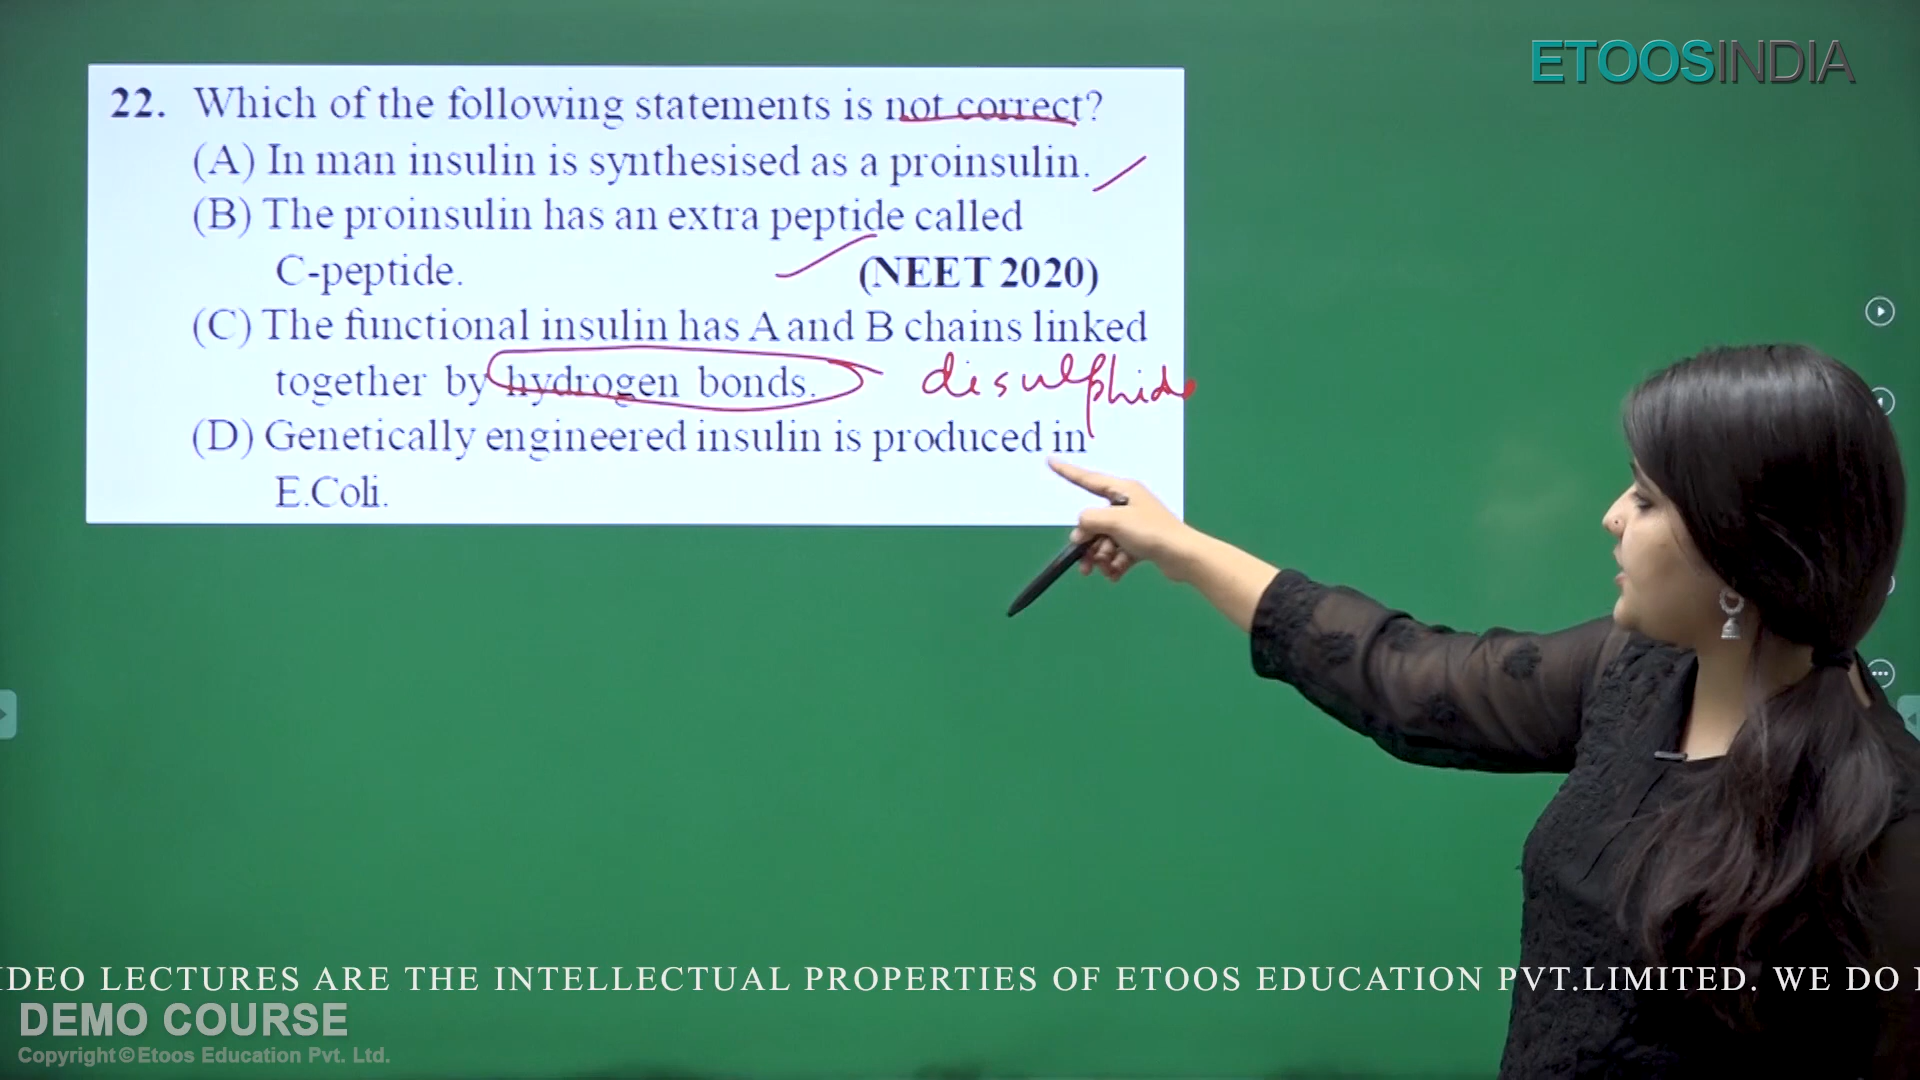 ETOOSINDIA
22. Which of the following statements is not correct?
(A) In man insulin is synthesised as a proinsulin.
(B) The proinsulin has an extra peptide called
C-peptide. (NEET 2020)
(C) The functional insulin has A and B chains linked
together by hydrogen bonds. disulphide
(D) Genetically engineered insulin is produced in
E.Coli.
IDEO LECTURES ARE THE INTELLECTUAL PROPERTIES OF ETOOS EDUCATION PVT.LIMITED. WE DO
DEMO COURSE
Copyright © Etoos Education Pvt. Ltd.